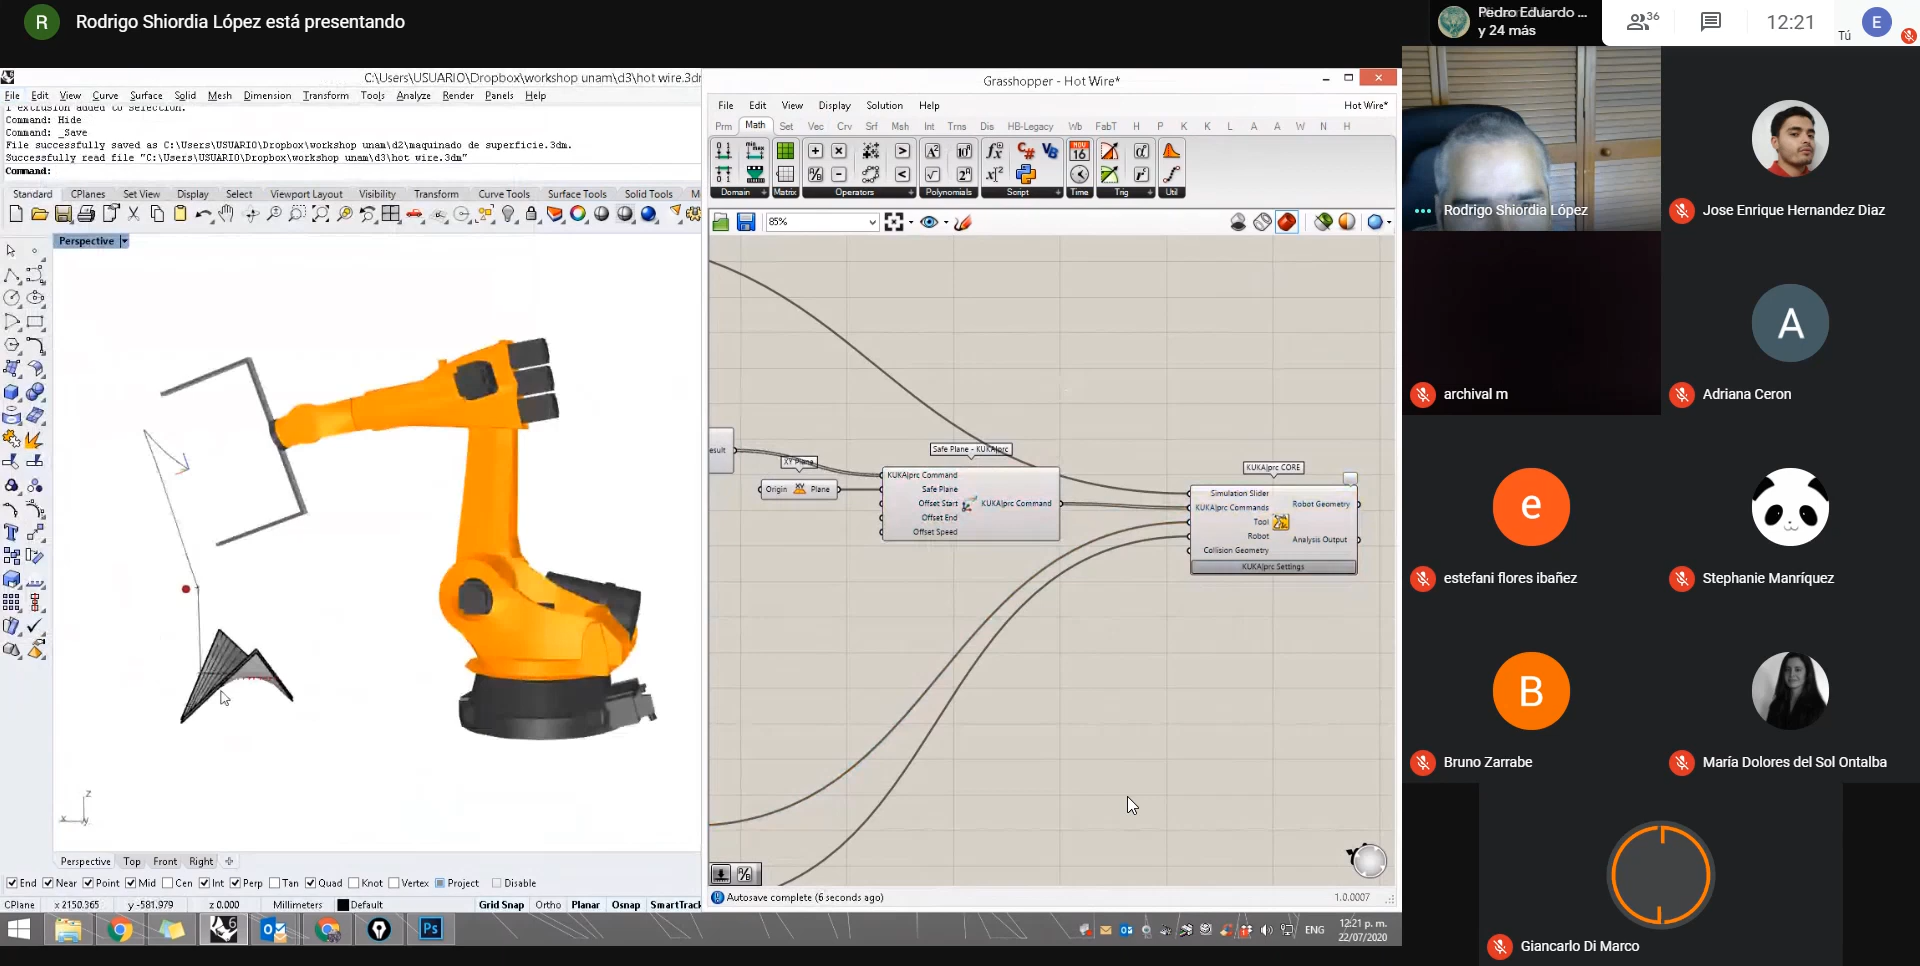 R Rodrigo Shiordia López está presentando
Pedro Eduardo ...
y 24 más
36
12:21
Tú
E
C:\Users\USUARIO\Dropbox\workshop unam\d3\hot wire.3dm
File Edit View Curve Surface Solid Mesh Dimension Transform Tools Analyze Render Panels Help
1 extrusion added to selection.
Command: Hide
Command: _Save
File successfully saved as C:\Users\USUARIO\Dropbox\workshop unam\d2\maquinado de superficie.3dm.
Successfully read file "C:\Users\USUARIO\Dropbox\workshop unam\d3\hot wire.3dm"
Command:
Standard CPlanes Set View Display Select Viewport Layout Visibility Transform Curve Tools Surface Tools Solid Tools M
Perspective
z
x y
Perspective Top Front Right
End Near Point Mid Cen Int Perp Tan Quad Knot Vertex Project Disable
CPlane x 2150.365 y -581.979 z 0.000 Millimeters Default Grid Snap Ortho Planar Osnap SmartTrack
Grasshopper - Hot Wire*
File Edit View Display Solution Help Hot Wire*
Prm Math Set Vec Crv Srf Msh Int Trns Dis HB-Legacy Wb FabT H P K K L A A W N H
Domain Matrix Operators Polynomials Script Time Trig Util
85%
esult
XY Plane
Origin XY Plane
Safe Plane - KUKA|prc
KUKA|prc Command
Safe Plane
Offset Start KUKA|prc Command
Offset End
Offset Speed
KUKA|prc CORE
Simulation Slider
KUKA|prc Commands Robot Geometry
Tool
Robot Analysis Output
Collision Geometry
KUKA|prc Settings
Autosave complete (6 seconds ago) 1.0.0007
Ps
ENG
12:21 p. m.
22/07/2020
Rodrigo Shiordia López
Jose Enrique Hernandez Diaz
archival m
A
Adriana Ceron
e
estefani flores ibañez
Stephanie Manríquez
B
Bruno Zarrabe
María Dolores del Sol Ontalba
Giancarlo Di Marco